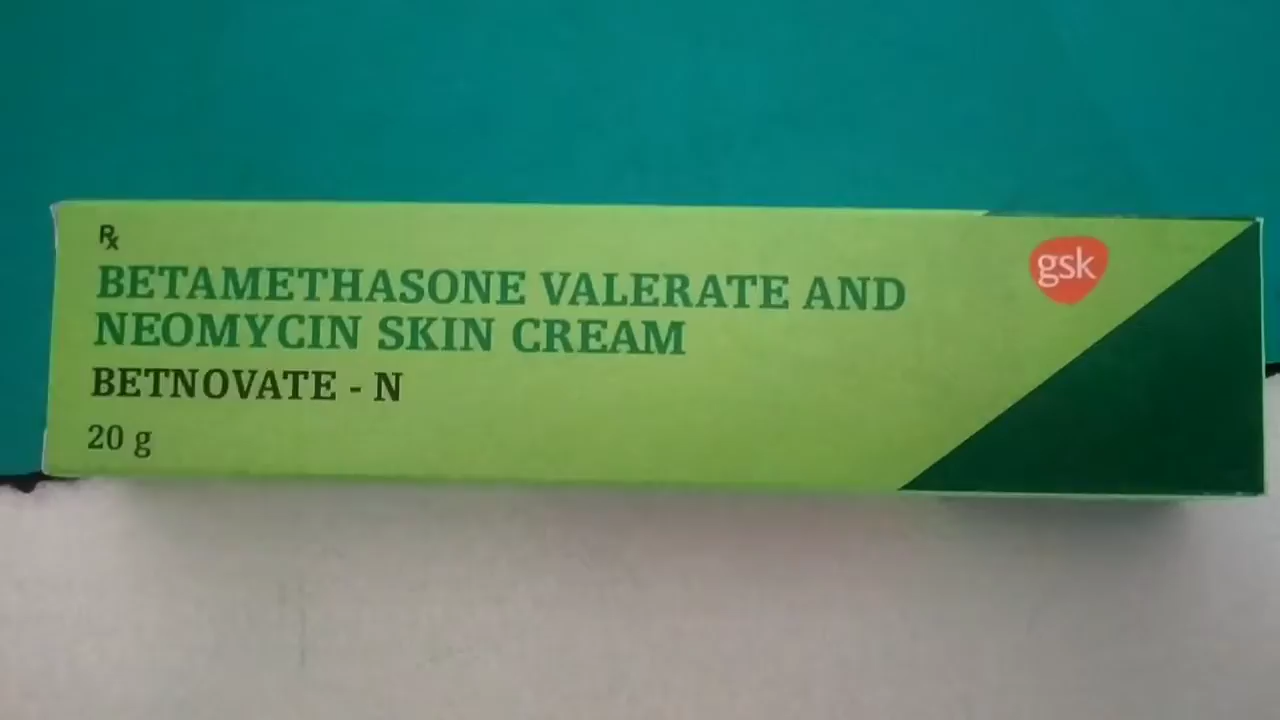 ℞
BETAMETHASONE VALERATE AND
NEOMYCIN SKIN CREAM
BETNOVATE - N
20 g
gsk